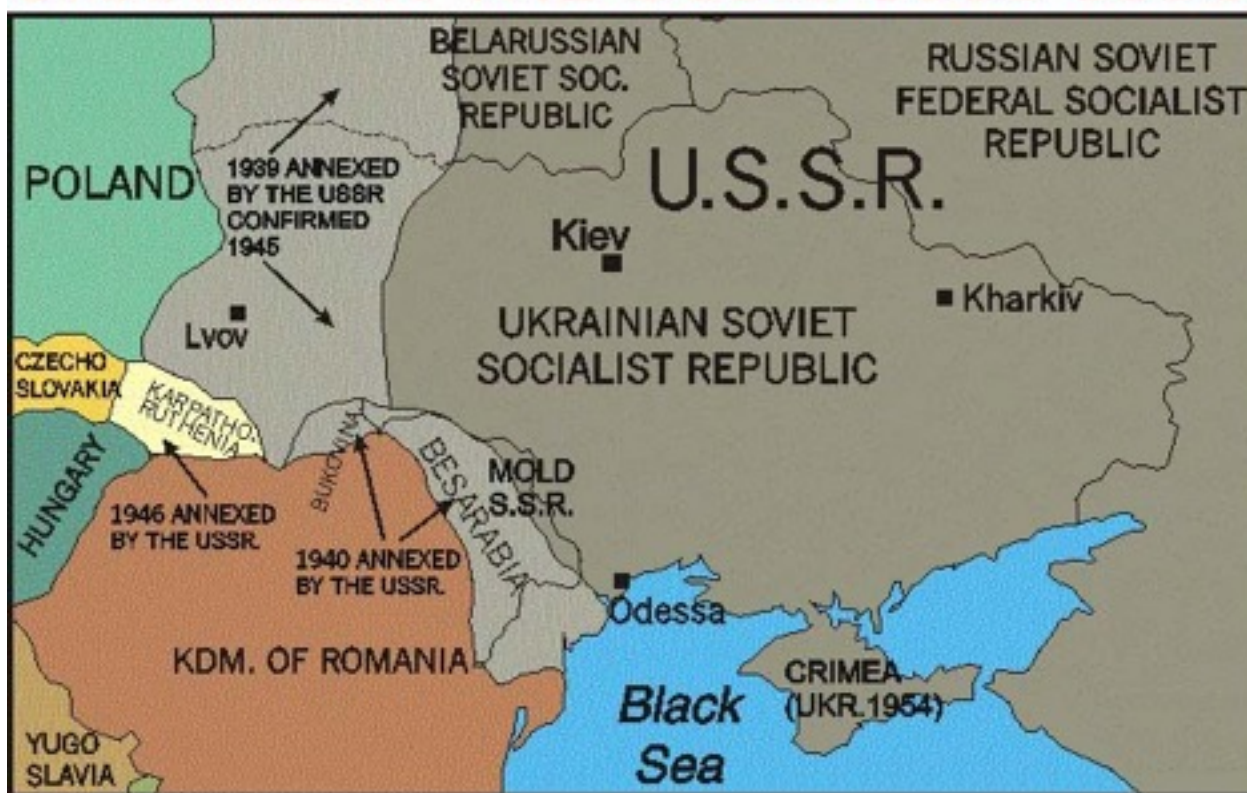 BELARUSSIAN
SOVIET SOC.
REPUBLIC
RUSSIAN SOVIET
FEDERAL SOCIALIST
REPUBLIC
U.S.S.R.
POLAND
1939 ANNEXED
BY THE USSR
CONFIRMED
1945
Kiev
Kharkiv
Lvov
UKRAINIAN SOVIET
SOCIALIST REPUBLIC
CZECHO
SLOVAKIA
KARPATHO-
RUTHENIA
HUNGARY
BUKOVINA
BESARABIA
MOLD
S.S.R.
1946 ANNEXED
BY THE USSR.
1940 ANNEXED
BY THE USSR.
Odessa
KDM. OF ROMANIA
CRIMEA
(UKR.1954)
Black
Sea
YUGO
SLAVIA